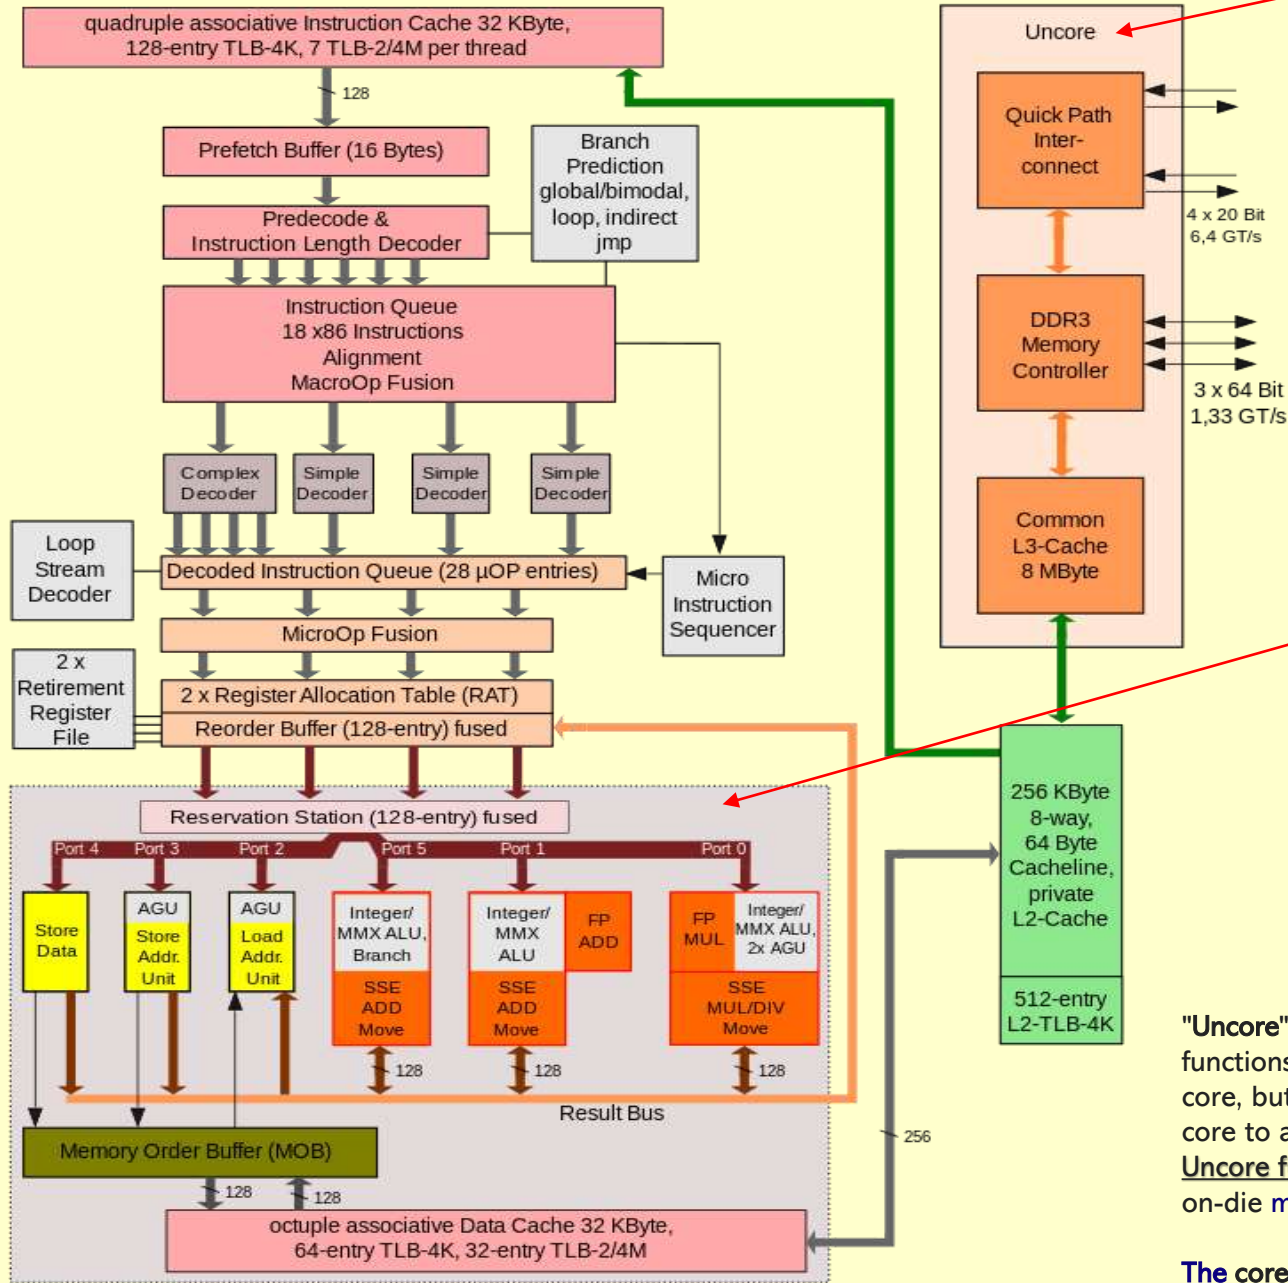 quadruple associative Instruction Cache 32 KByte,
128-entry TLB-4K, 7 TLB-2/4M per thread
128
Prefetch Buffer (16 Bytes)
Branch
Prediction
global/bimodal,
loop, indirect
jmp
Predecode &
Instruction Length Decoder
Instruction Queue
18 x86 Instructions
Alignment
MacroOp Fusion
Complex
Decoder
Simple
Decoder
Simple
Decoder
Simple
Decoder
Loop
Stream
Decoder
Decoded Instruction Queue (28 µOP entries)
Micro
Instruction
Sequencer
MicroOp Fusion
2 x
Retirement
Register
File
2 x Register Allocation Table (RAT)
Reorder Buffer (128-entry) fused
Reservation Station (128-entry) fused
Port 4
Port 3
Port 2
Port 5
Port 1
Port 0
Store
Data
AGU
Store
Addr.
Unit
AGU
Load
Addr.
Unit
Integer/
MMX ALU,
Branch
SSE
ADD
Move
Integer/
MMX
ALU
FP
ADD
SSE
ADD
Move
FP
MUL
Integer/
MMX ALU,
2x AGU
SSE
MUL/DIV
Move
128
128
128
Result Bus
Memory Order Buffer (MOB)
128
128
octuple associative Data Cache 32 KByte,
64-entry TLB-4K, 32-entry TLB-2/4M
256
Uncore
Quick Path
Inter-
connect
4 x 20 Bit
6,4 GT/s
DDR3
Memory
Controller
3 x 64 Bit
1,33 GT/s
Common
L3-Cache
8 MByte
256 KByte
8-way,
64 Byte
Cacheline,
private
L2-Cache
512-entry
L2-TLB-4K
"Uncore"
functions
core, but
core to a
Uncore f
on-die m
The core